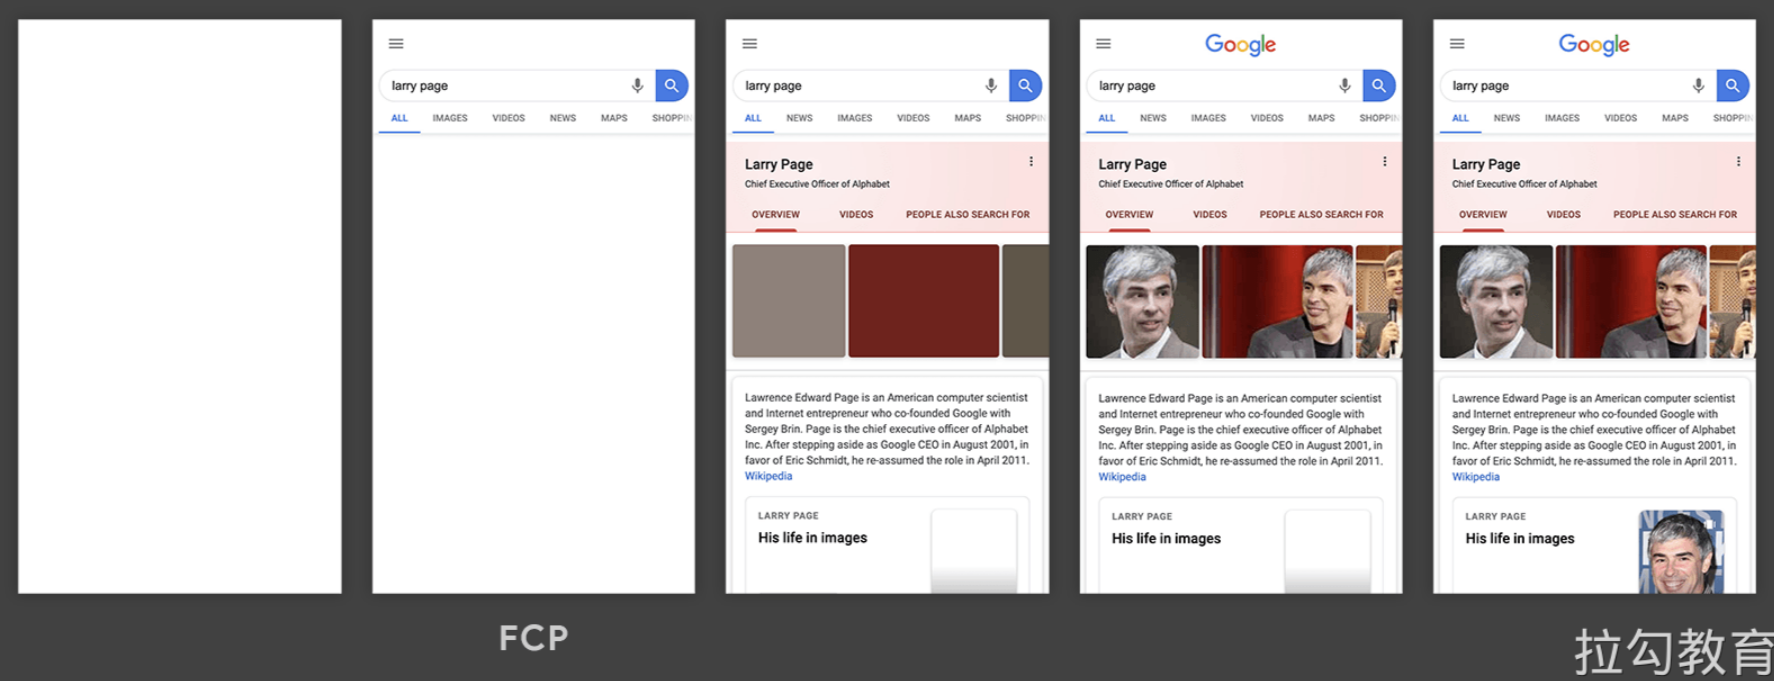 larry page
ALL IMAGES VIDEOS NEWS MAPS SHOPPIN
larry page
ALL NEWS IMAGES VIDEOS MAPS SHOPPIN
Larry Page
Chief Executive Officer of Alphabet
OVERVIEW VIDEOS PEOPLE ALSO SEARCH FOR
Lawrence Edward Page is an American computer scientist
and Internet entrepreneur who co-founded Google with
Sergey Brin. Page is the chief executive officer of Alphabet
Inc. After stepping aside as Google CEO in August 2001, in
favor of Eric Schmidt, he re-assumed the role in April 2011.
Wikipedia
LARRY PAGE
His life in images
Google
larry page
ALL NEWS IMAGES VIDEOS MAPS SHOPPIN
Larry Page
Chief Executive Officer of Alphabet
OVERVIEW VIDEOS PEOPLE ALSO SEARCH FOR
Lawrence Edward Page is an American computer scientist
and Internet entrepreneur who co-founded Google with
Sergey Brin. Page is the chief executive officer of Alphabet
Inc. After stepping aside as Google CEO in August 2001, in
favor of Eric Schmidt, he re-assumed the role in April 2011.
Wikipedia
LARRY PAGE
His life in images
Google
larry page
ALL NEWS IMAGES VIDEOS MAPS SHOPPIN
Larry Page
Chief Executive Officer of Alphabet
OVERVIEW VIDEOS PEOPLE ALSO SEARCH FOR
Lawrence Edward Page is an American computer scientist
and Internet entrepreneur who co-founded Google with
Sergey Brin. Page is the chief executive officer of Alphabet
Inc. After stepping aside as Google CEO in August 2001, in
favor of Eric Schmidt, he re-assumed the role in April 2011.
Wikipedia
LARRY PAGE
His life in images
FCP
拉勾教育